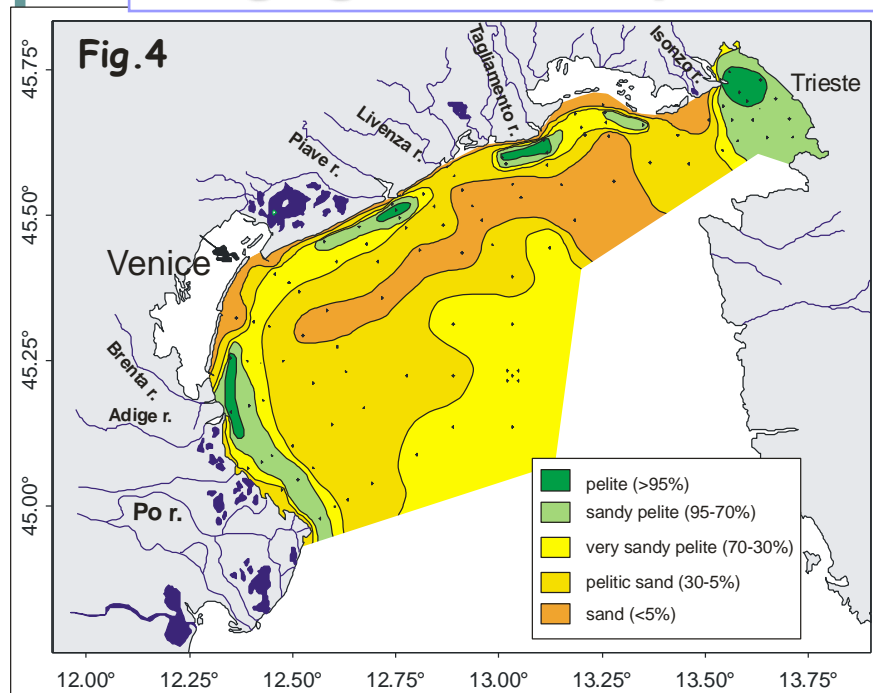 Fig.4
45.75°
45.50°
45.25°
45.00°
Isonzo r.
Tagliamento r.
Trieste
Livenza r.
Piave r.
Venice
Brenta r.
Adige r.
Po r.
pelite (>95%)
sandy pelite (95-70%)
very sandy pelite (70-30%)
pelitic sand (30-5%)
sand (<5%)
12.00° 12.25° 12.50° 12.75° 13.00° 13.25° 13.50° 13.75°